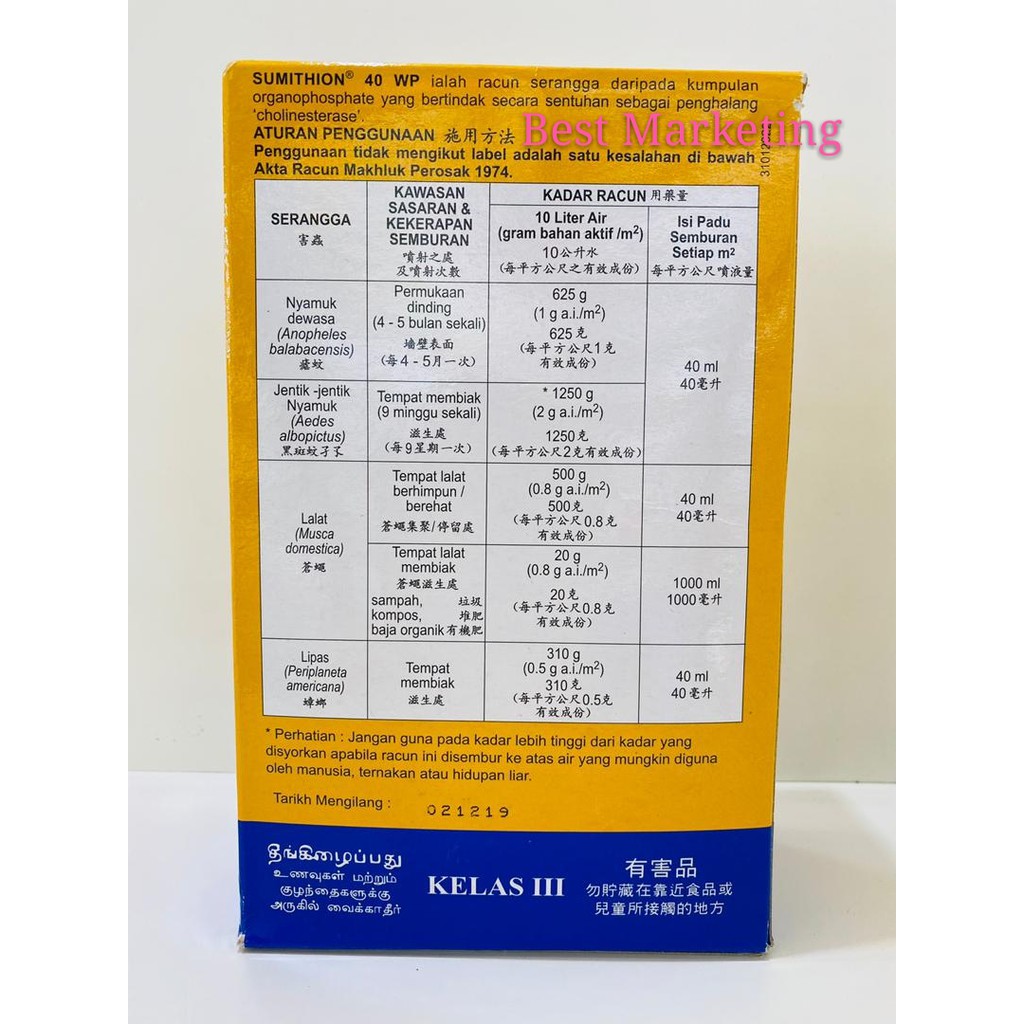 SUMITHION® 40 WP ialah racun serangga daripada kumpulan
organophosphate yang bertindak secara sentuhan sebagai penghalang
'cholinesterase'.
Best Marketing
ATURAN PENGGUNAAN 施用方法
Penggunaan tidak mengikut label adalah satu kesalahan di bawah
Akta Racun Makhluk Perosak 1974.
SERANGGA
害蟲
KAWASAN
SASARAN &
KEKERAPAN
SEMBURAN
噴射之處
及噴射次數
KADAR RACUN 用藥量
10 Liter Air
(gram bahan aktif /m²)
10公升水
(每平方公尺之有效成份)
Isi Padu
Semburan
Setiap m²
每平方公尺噴液量
Nyamuk
dewasa
(Anopheles
balabacensis)
瘧蚊
Permukaan
dinding
(4 - 5 bulan sekali)
墻壁表面
(每4 - 5月一次)
625 g
(1 g a.i./m²)
625克
(每平方公尺1克
有效成份)
40 ml
40毫升
Jentik -jentik
Nyamuk
(Aedes
albopictus)
黑斑蚊孑孓
Tempat membiak
(9 minggu sekali)
滋生處
(每9星期一次)
* 1250 g
(2 g a.i./m²)
1250克
(每平方公尺2克有效成份)
Lalat
(Musca
domestica)
蒼蠅
Tempat lalat
berhimpun /
berehat
蒼蠅集聚/停留處
500 g
(0.8 g a.i./m²)
500克
(每平方公尺0.8克
有效成份)
40 ml
40毫升
Tempat lalat
membiak
蒼蠅滋生處
sampah, 垃圾
kompos, 堆肥
baja organik 有機肥
20 g
(0.8 g a.i./m²)
20克
(每平方公尺0.8克
有效成份)
1000 ml
1000毫升
Lipas
(Periplaneta
americana)
蟑螂
Tempat
membiak
滋生處
310 g
(0.5 g a.i./m²)
310克
(每平方公尺0.5克
有效成份)
40 ml
40毫升
* Perhatian : Jangan guna pada kadar lebih tinggi dari kadar yang
disyorkan apabila racun ini disembur ke atas air yang mungkin diguna
oleh manusia, ternakan atau hidupan liar.
Tarikh Mengilang : 021219
தீங்கிழைப்பது
உணவுகள் மற்றும்
குழந்தைகளுக்கு
அருகில் வைக்காதீர்
KELAS III
有害品
勿貯藏在靠近食品或
兒童所接觸的地方